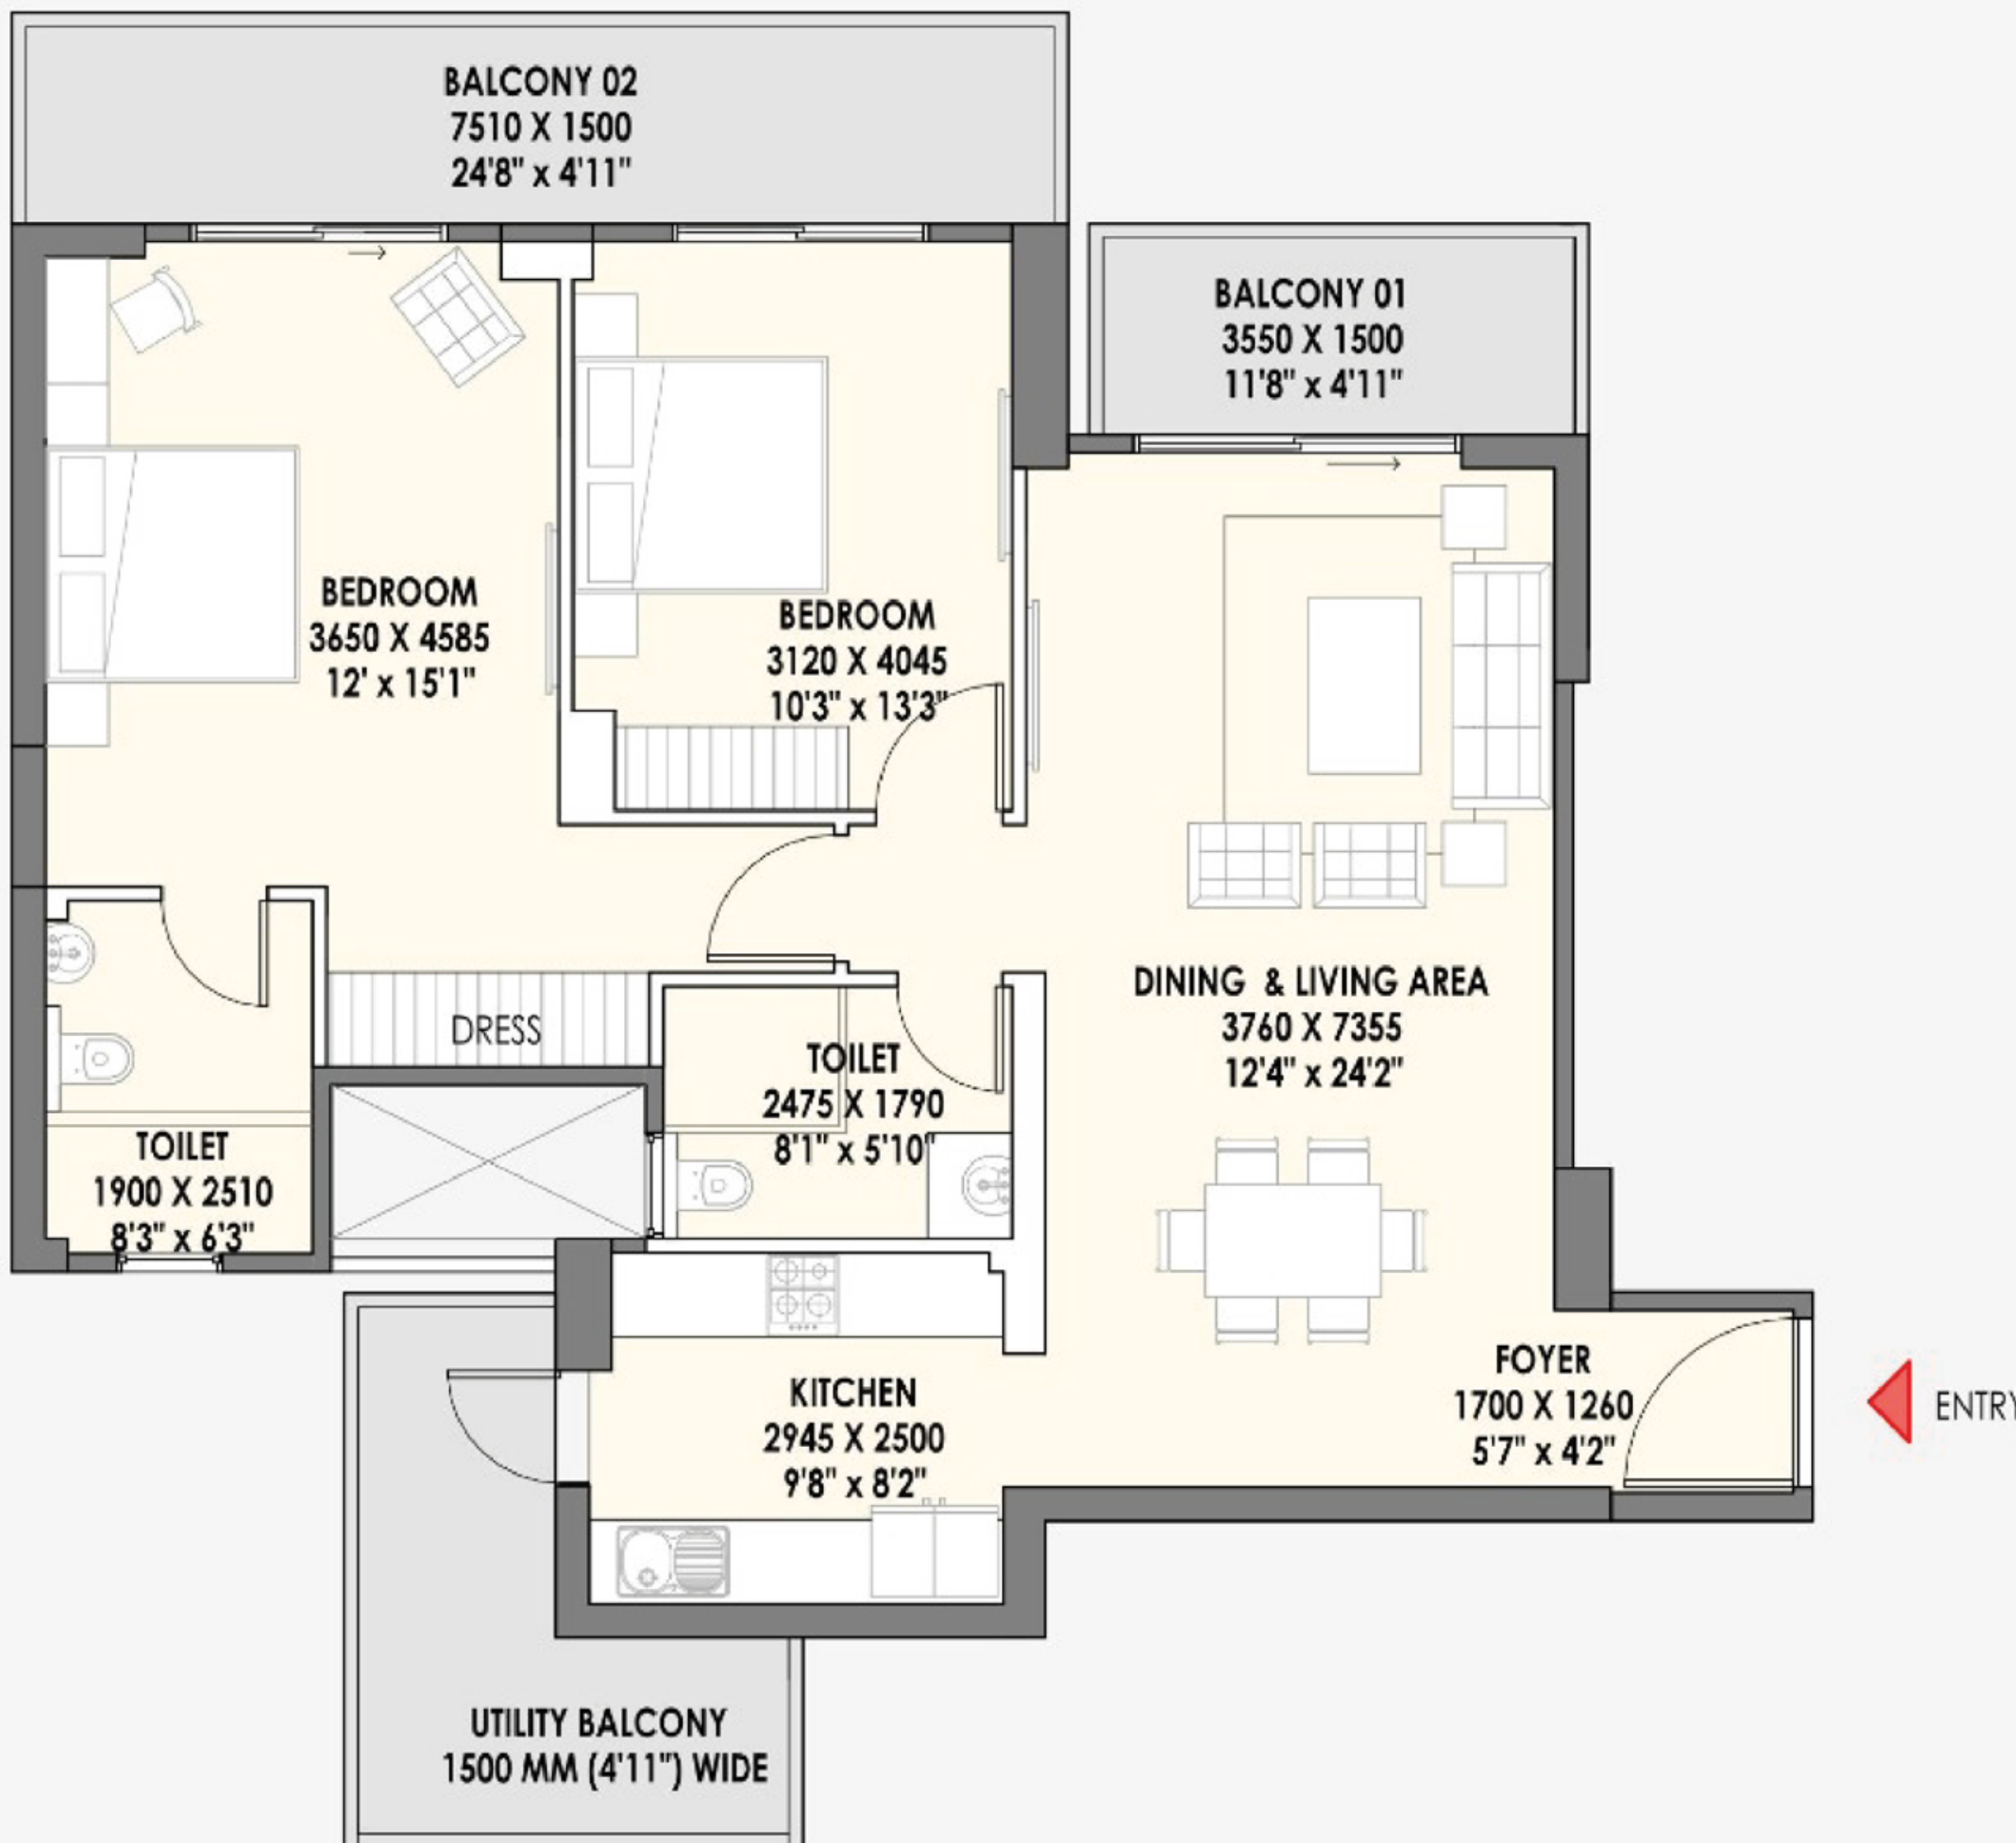 BALCONY 02
7510 X 1500
24'8" x 4'11"
BALCONY 01
3550 X 1500
11'8" x 4'11"
BEDROOM
3650 X 4585
12' x 15'1"
BEDROOM
3120 X 4045
10'3" x 13'3"
DINING & LIVING AREA
3760 X 7355
12'4" x 24'2"
DRESS
TOILET
2475 X 1790
8'1" x 5'10"
TOILET
1900 X 2510
8'3" x 6'3"
KITCHEN
2945 X 2500
9'8" x 8'2"
FOYER
1700 X 1260
5'7" x 4'2"
ENTRY
UTILITY BALCONY
1500 MM (4'11") WIDE